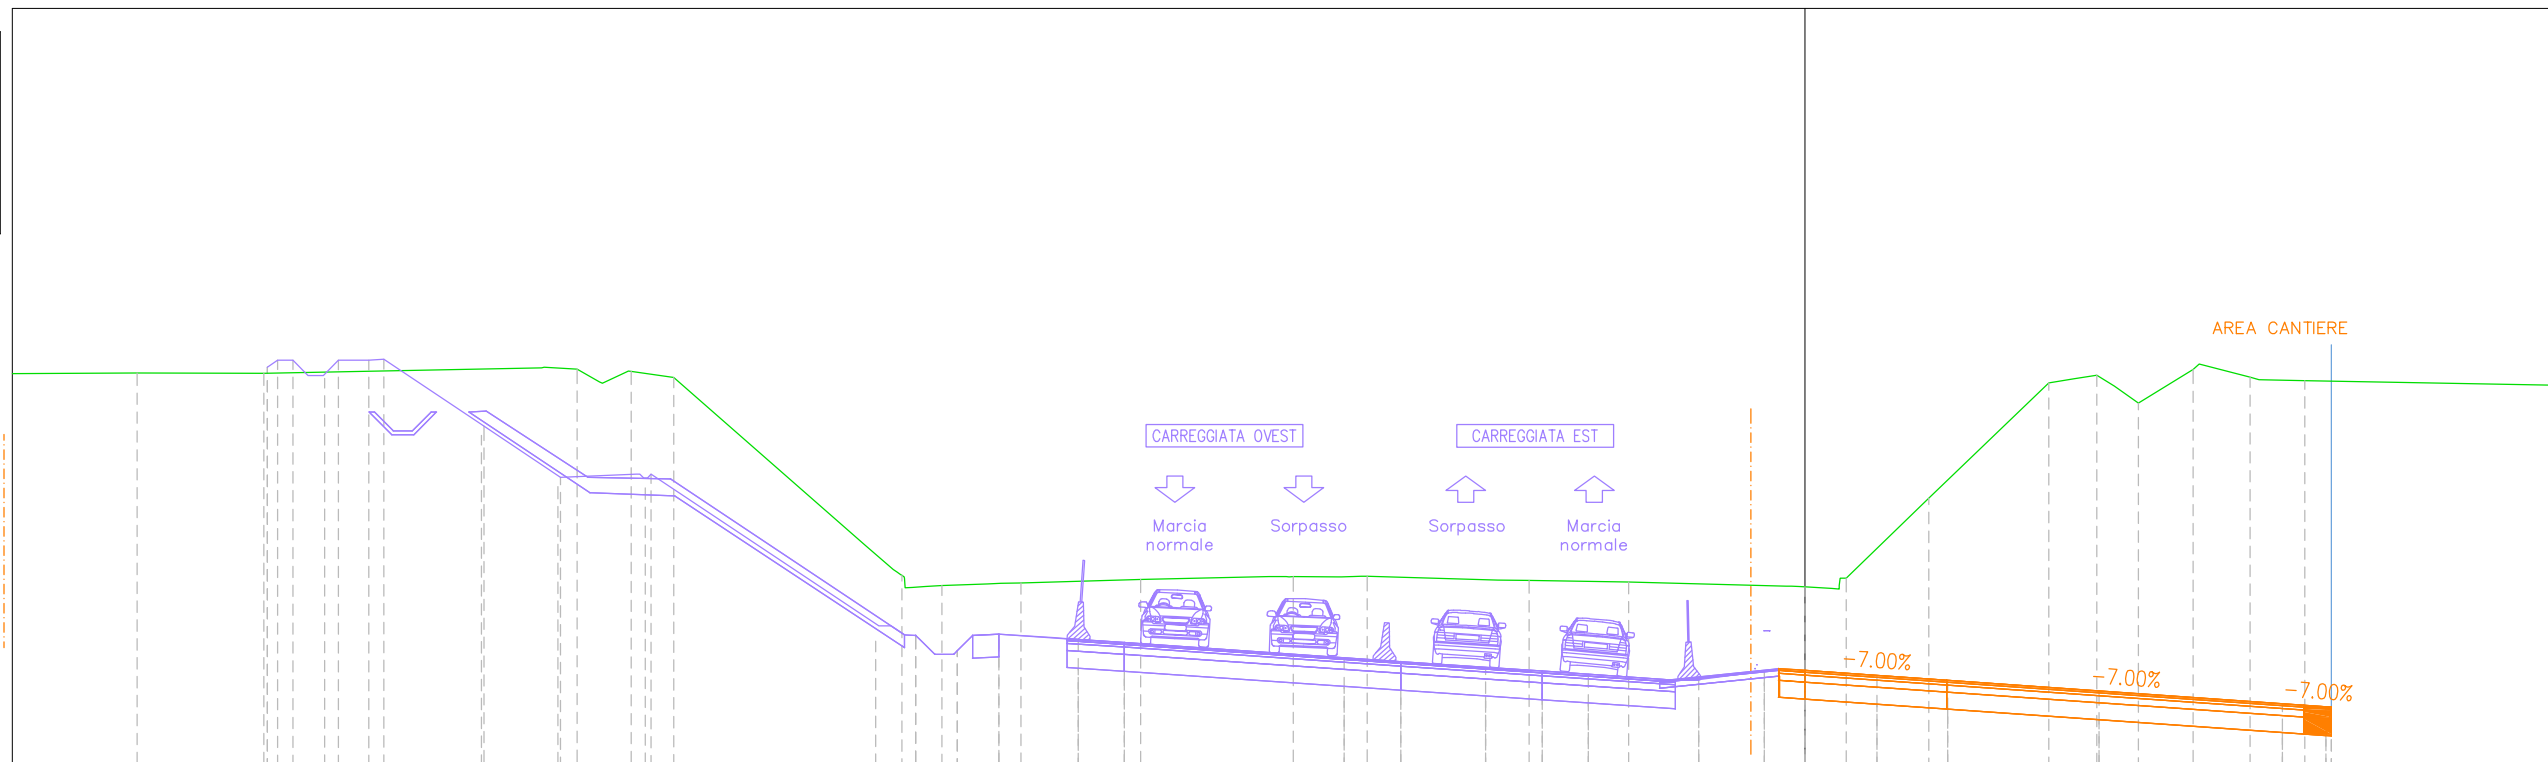 AREA CANTIERE
CARREGGIATA OVEST
CARREGGIATA EST
Marcia
normale
Sorpasso
Sorpasso
Marcia
normale
-7.00%
-7.00%
-7.00%